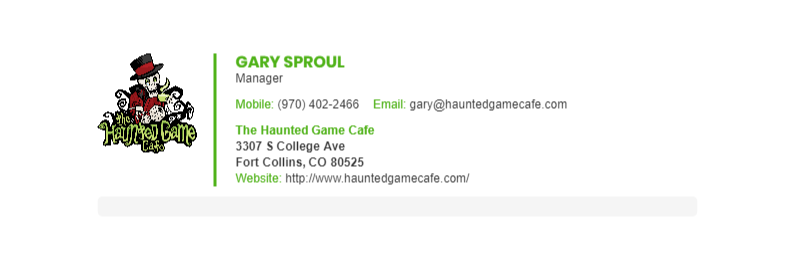 The
Haunted Game
Cafe
GARY SPROUL
Manager
Mobile: (970) 402-2466 Email: gary@hauntedgamecafe.com
The Haunted Game Cafe
3307 S College Ave
Fort Collins, CO 80525
Website: http://www.hauntedgamecafe.com/